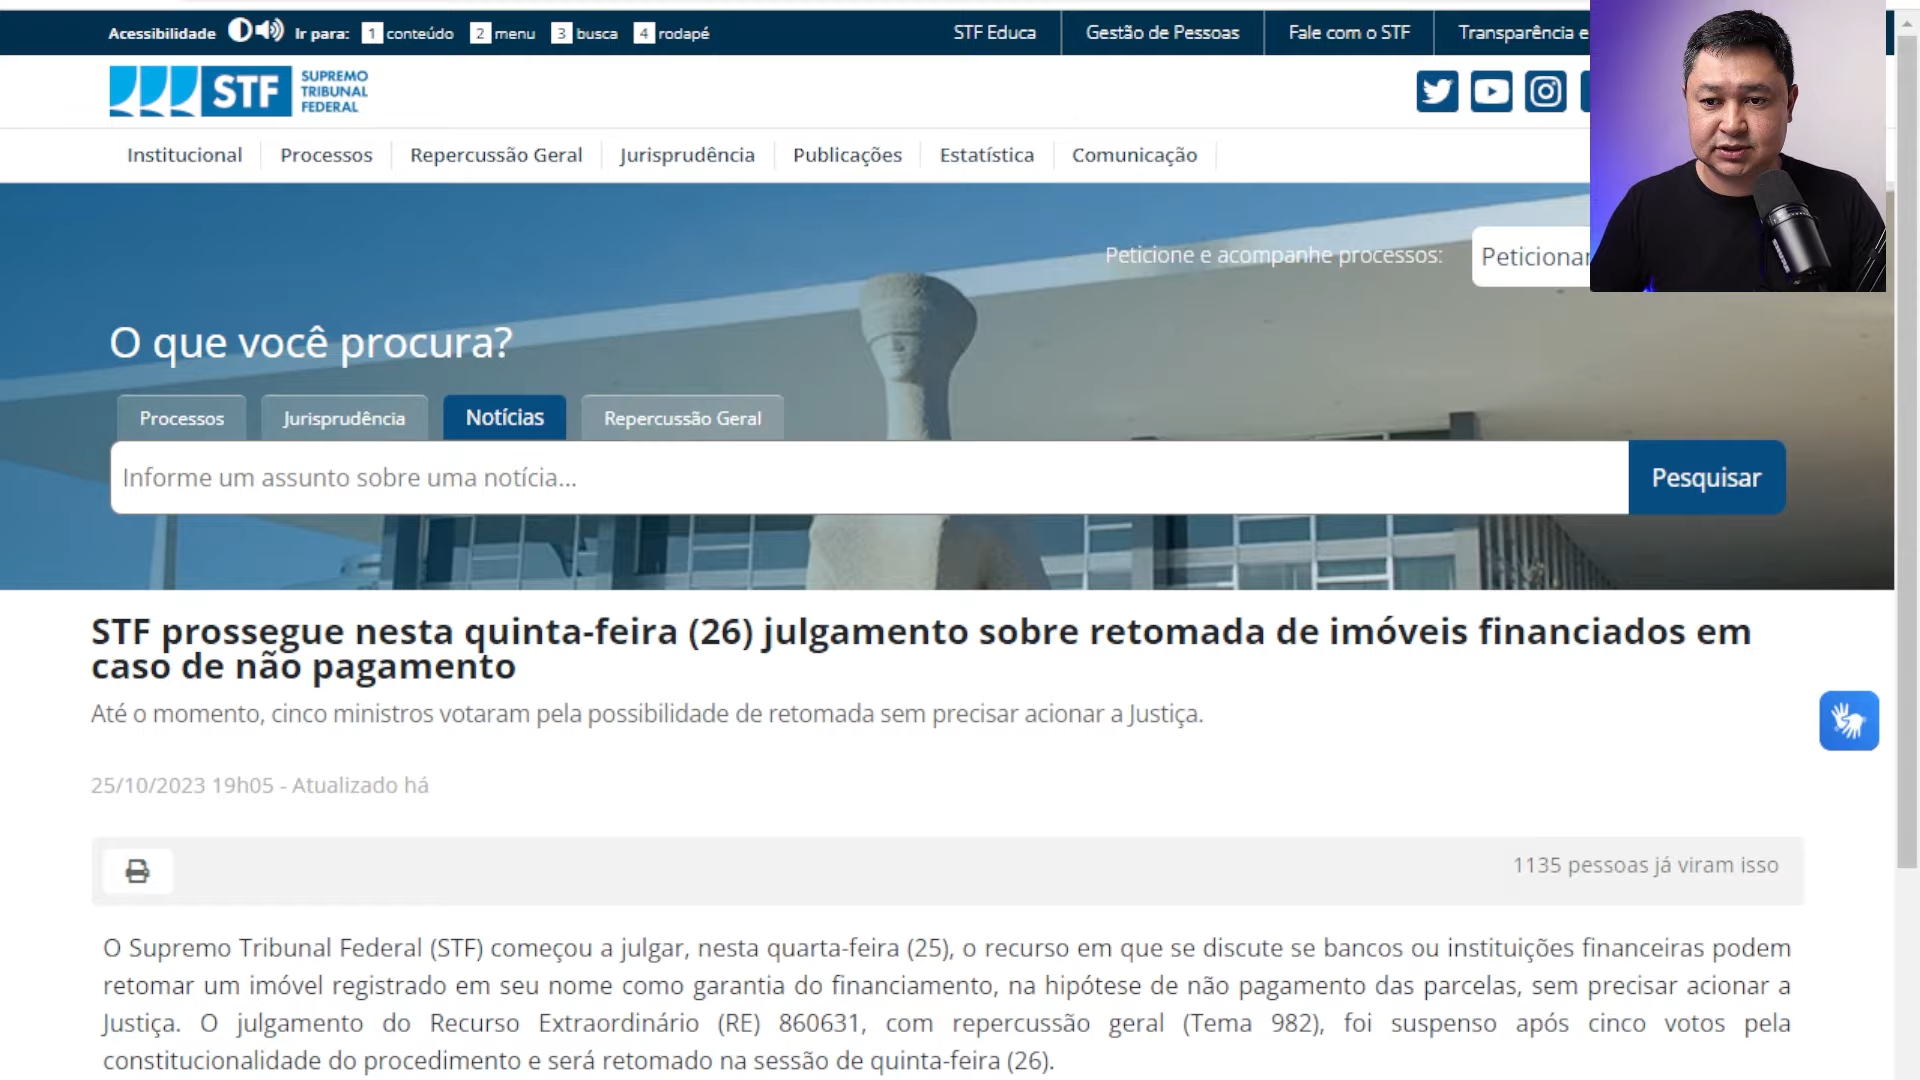 Acessibilidade Ir para: 1 conteúdo 2 menu 3 busca 4 rodapé STF Educa Gestão de Pessoas Fale com o STF Transparência e
STF SUPREMO TRIBUNAL FEDERAL
Institucional Processos Repercussão Geral Jurisprudência Publicações Estatística Comunicação
Peticione e acompanhe processos: Peticionar
O que você procura?
Processos Jurisprudência Notícias Repercussão Geral
Informe um assunto sobre uma notícia... Pesquisar
STF prossegue nesta quinta-feira (26) julgamento sobre retomada de imóveis financiados em
caso de não pagamento
Até o momento, cinco ministros votaram pela possibilidade de retomada sem precisar acionar a Justiça.
25/10/2023 19h05 - Atualizado há
1135 pessoas já viram isso
O Supremo Tribunal Federal (STF) começou a julgar, nesta quarta-feira (25), o recurso em que se discute se bancos ou instituições financeiras podem
retomar um imóvel registrado em seu nome como garantia do financiamento, na hipótese de não pagamento das parcelas, sem precisar acionar a
Justiça. O julgamento do Recurso Extraordinário (RE) 860631, com repercussão geral (Tema 982), foi suspenso após cinco votos pela
constitucionalidade do procedimento e será retomado na sessão de quinta-feira (26).